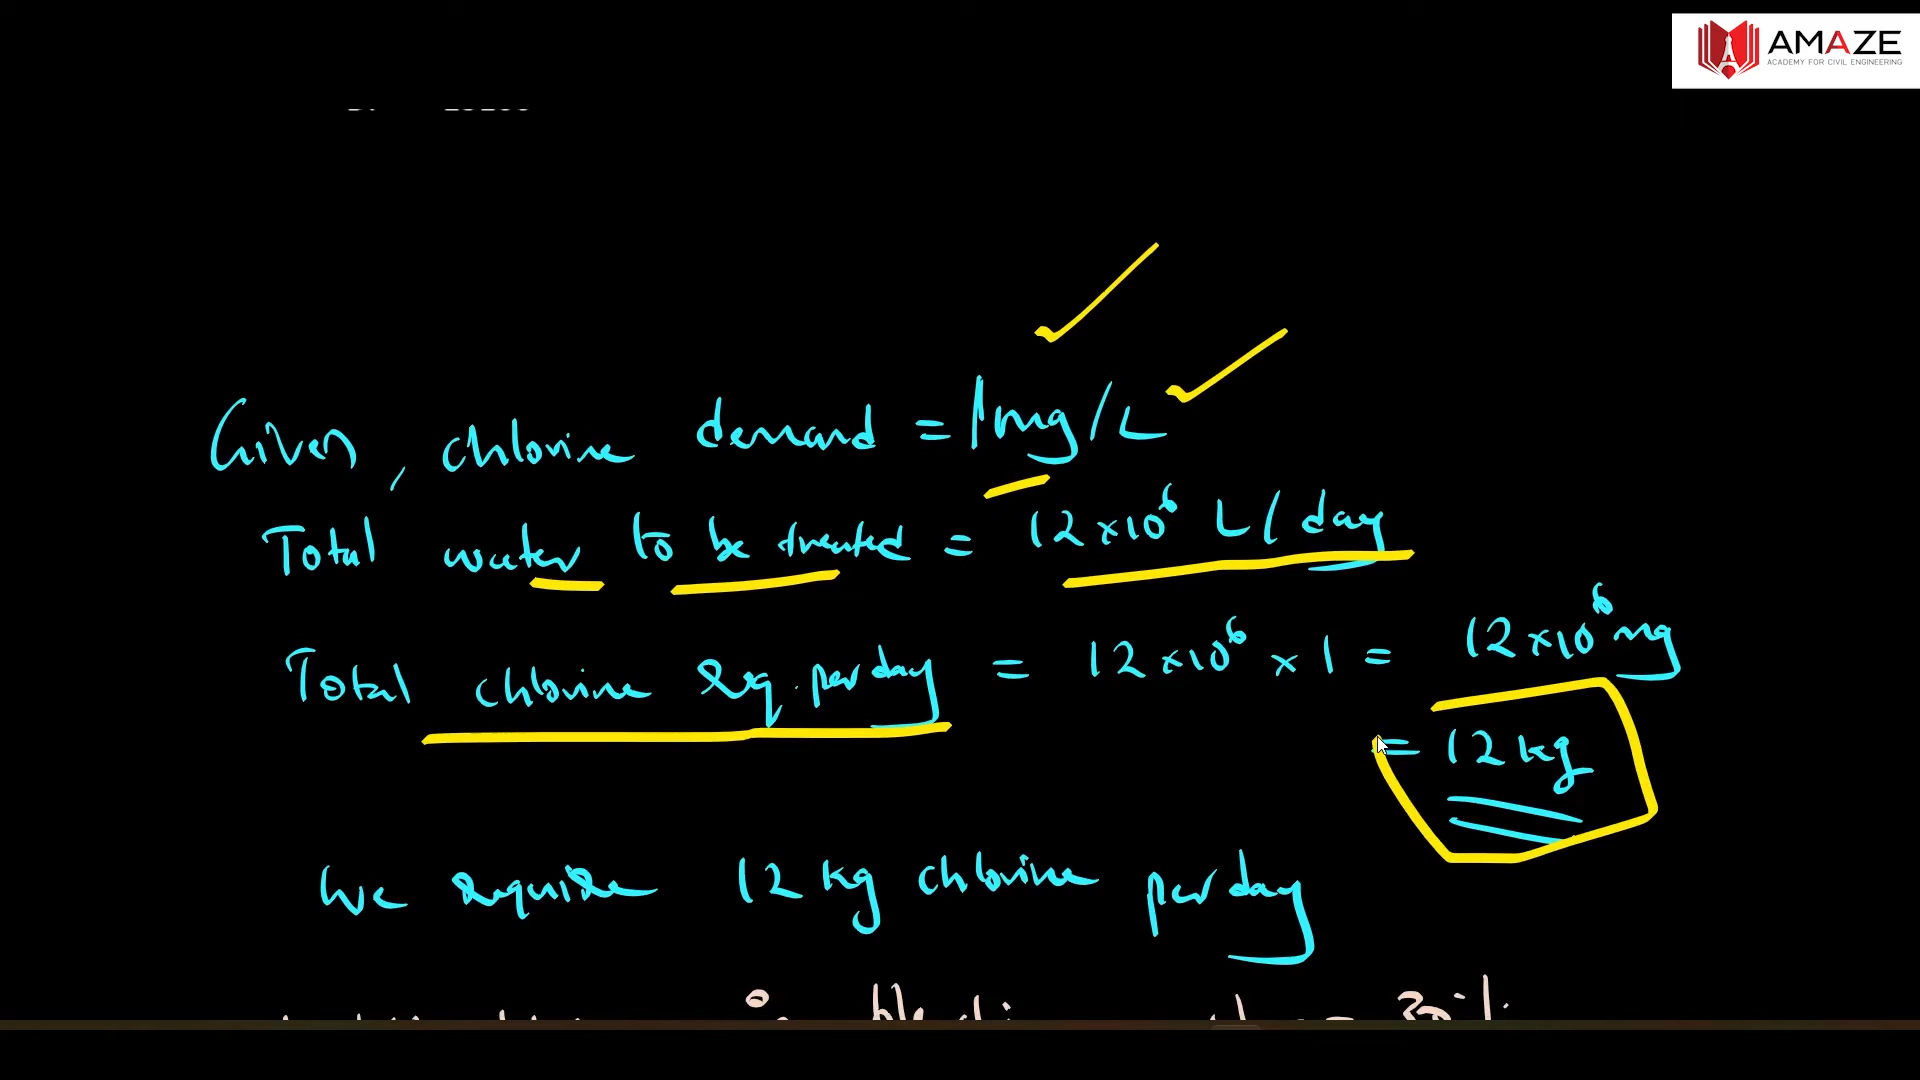 AMAZE
ACADEMY FOR CIVIL ENGINEERING
Given, chlorine demand = 1mg/L
Total water to be treated = 12×10⁶ L/day
Total chlorine req. per day = 12×10⁶ × 1 = 12×10⁶ mg
= 12 kg
We require 12 kg chlorine per day